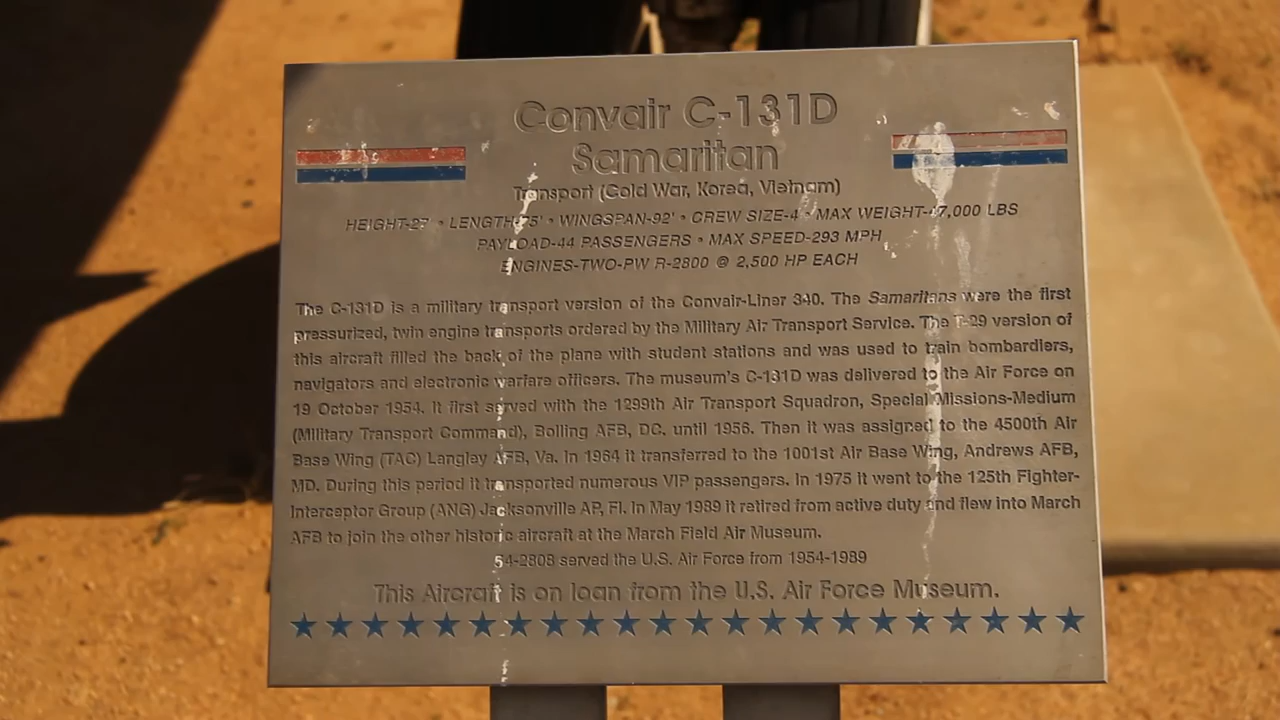 Convair C-131D
Samaritan
Transport (Cold War, Korea, Vietnam)
HEIGHT-27' • LENGTH-75' • WINGSPAN-92' • CREW SIZE-4 • MAX WEIGHT-47,000 LBS
PAYLOAD-44 PASSENGERS • MAX SPEED-293 MPH
ENGINES-TWO-PW R-2800 @ 2,500 HP EACH
The C-131D is a military transport version of the Convair-Liner 340. The Samaritans were the first
pressurized, twin engine transports ordered by the Military Air Transport Service. The T-29 version of
this aircraft filled the back of the plane with student stations and was used to train bombardiers,
navigators and electronic warfare officers. The museum's C-131D was delivered to the Air Force on
19 October 1954. It first served with the 1299th Air Transport Squadron, Special Missions-Medium
(Military Transport Command), Bolling AFB, DC. until 1956. Then it was assigned to the 4500th Air
Base Wing (TAC) Langley AFB, Va. In 1964 it transferred to the 1001st Air Base Wing, Andrews AFB,
MD. During this period it transported numerous VIP passengers. In 1975 it went to the 125th Fighter-
Interceptor Group (ANG) Jacksonville AP, Fl. In May 1989 it retired from active duty and flew into March
AFB to join the other historic aircraft at the March Field Air Museum.
54-2808 served the U.S. Air Force from 1954-1989
This Aircraft is on loan from the U.S. Air Force Museum.